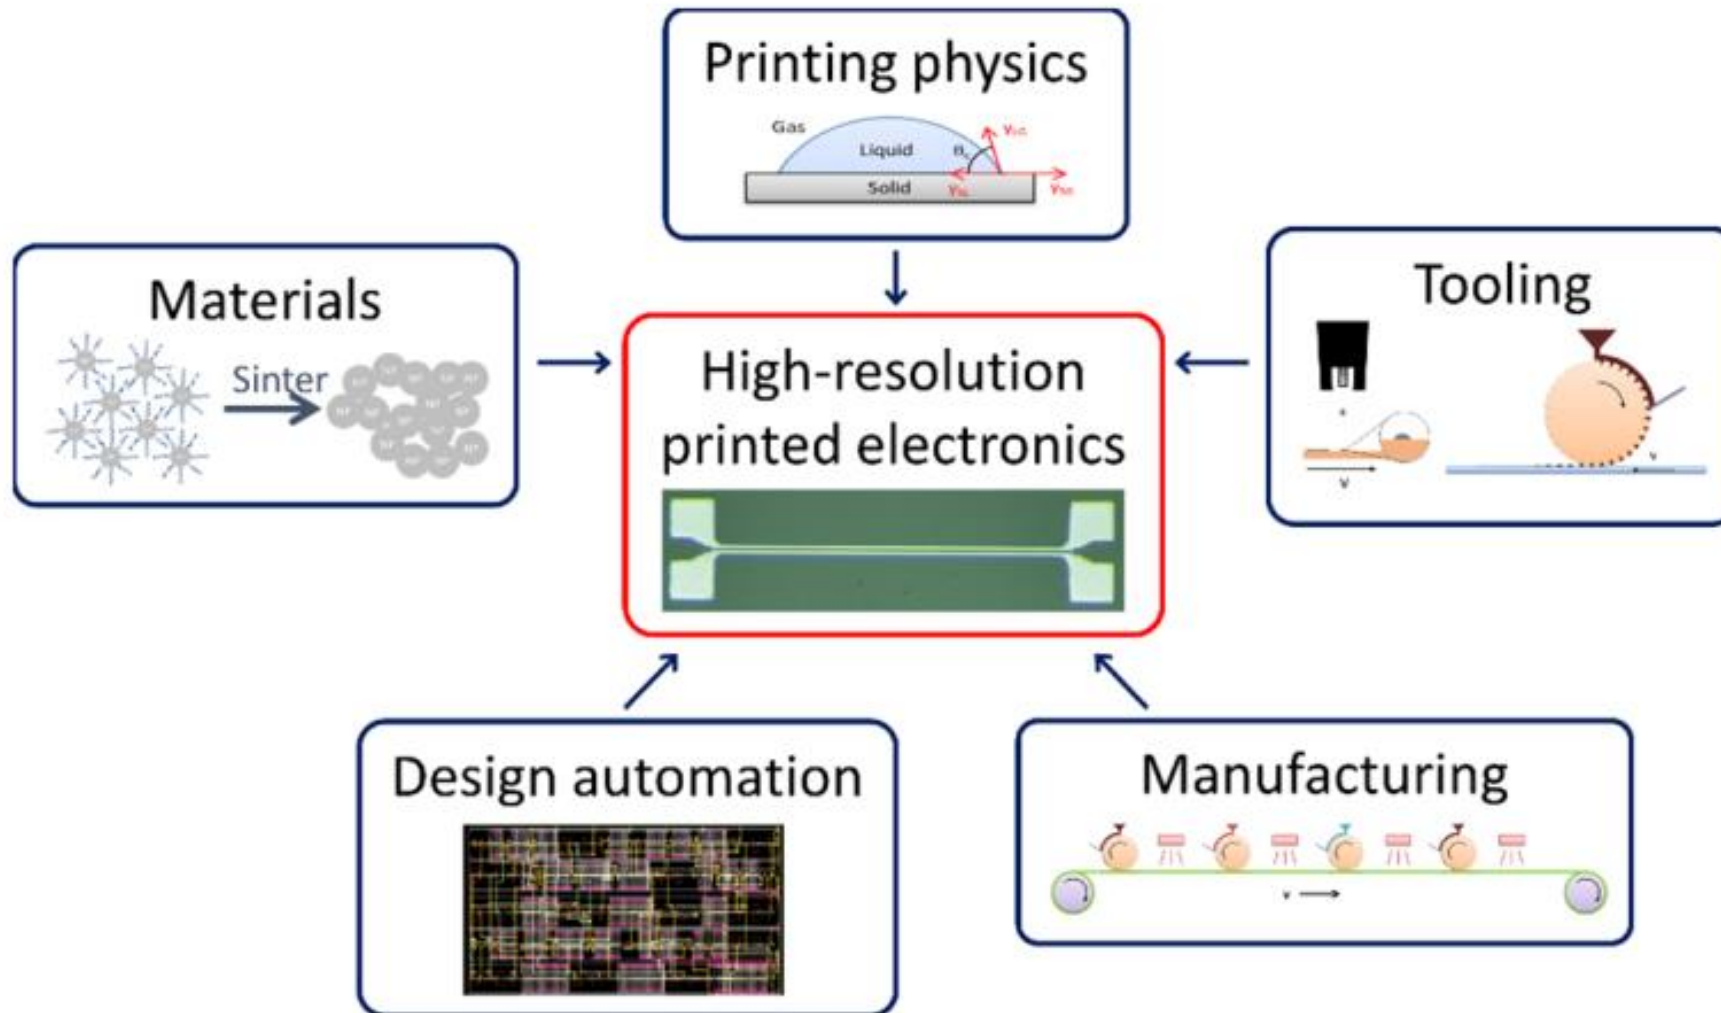 Printing physics
Gas
Liquid
Solid
Materials
Sinter
Tooling
v
v
High-resolution
printed electronics
Design automation
Manufacturing
v